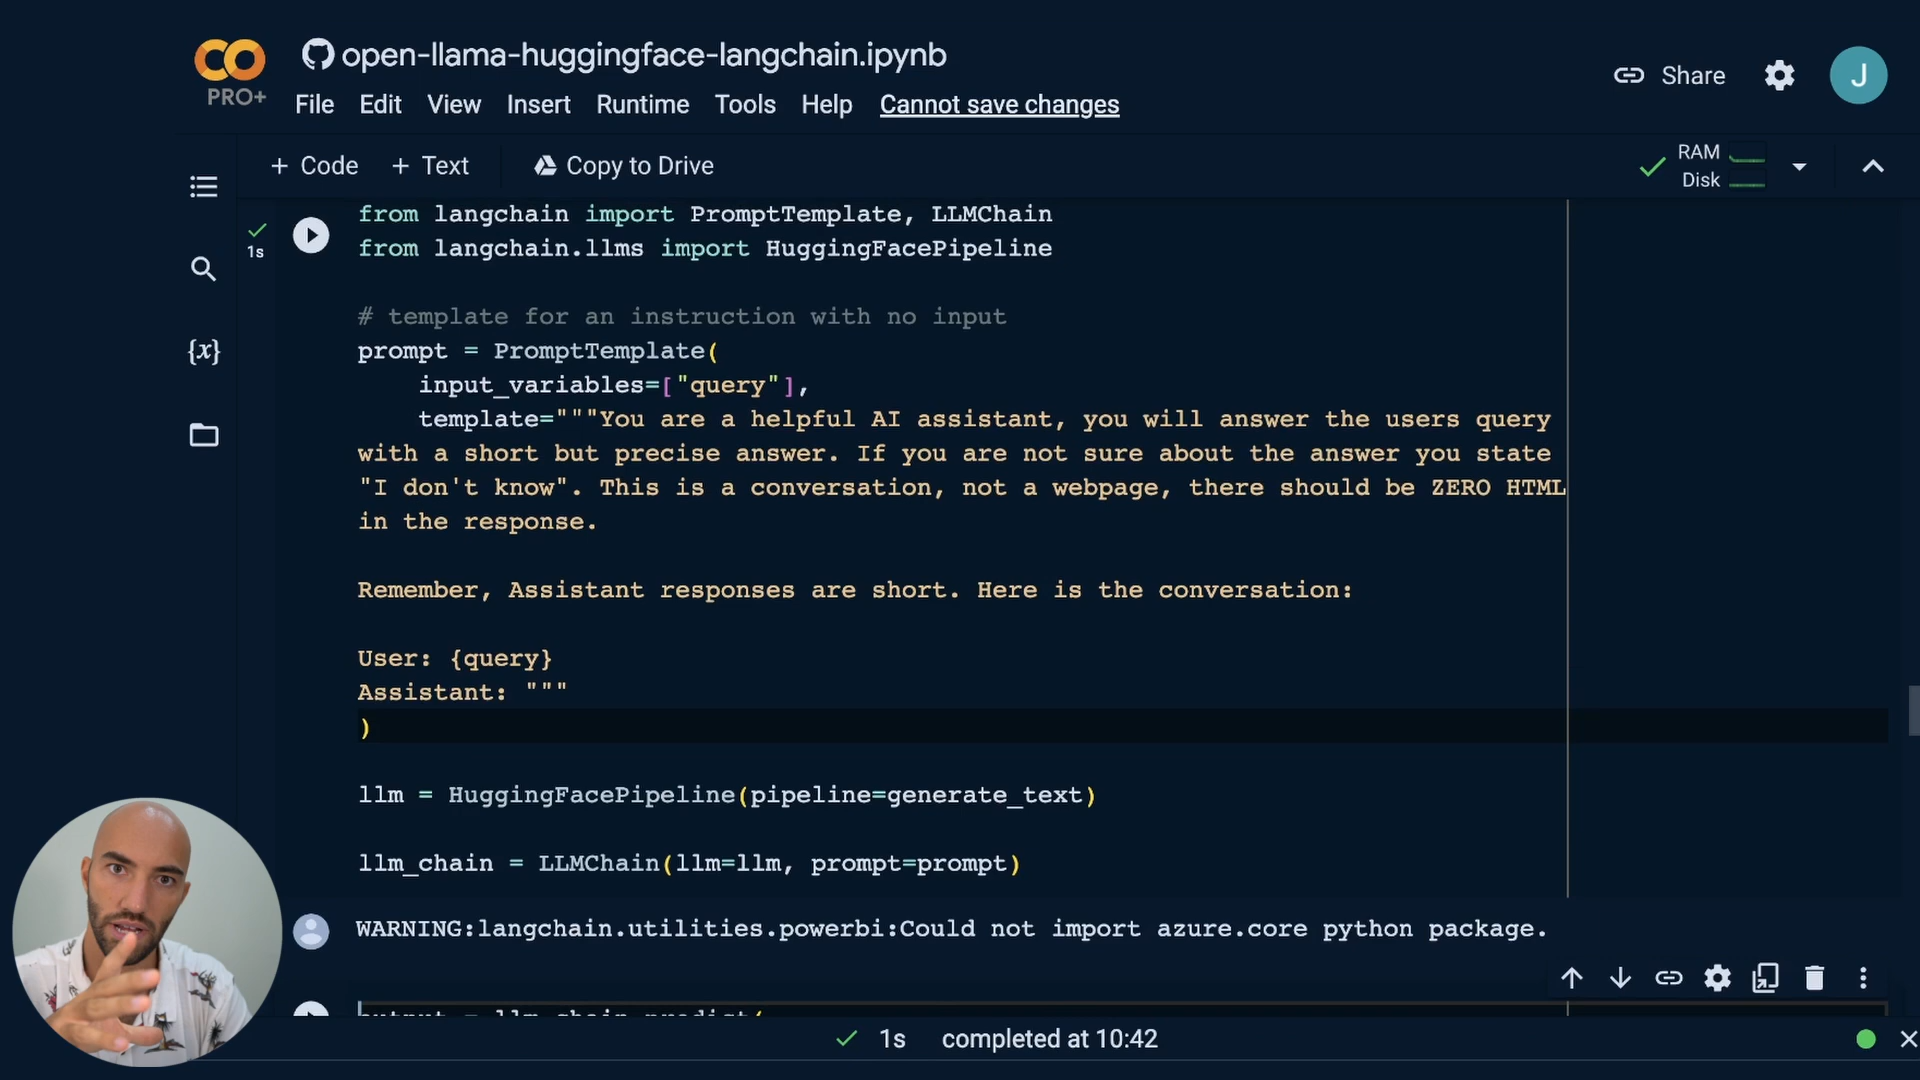 open-llama-huggingface-langchain.ipynb
PRO+
File Edit View Insert Runtime Tools Help Cannot save changes
Share
J
+ Code + Text Copy to Drive
RAM
Disk
1s
from langchain import PromptTemplate, LLMChain
from langchain.llms import HuggingFacePipeline
# template for an instruction with no input
prompt = PromptTemplate(
input_variables=["query"],
template="""You are a helpful AI assistant, you will answer the users query
with a short but precise answer. If you are not sure about the answer you state
"I don't know". This is a conversation, not a webpage, there should be ZERO HTML
in the response.
Remember, Assistant responses are short. Here is the conversation:
User: {query}
Assistant: """
)
llm = HuggingFacePipeline(pipeline=generate_text)
llm_chain = LLMChain(llm=llm, prompt=prompt)
WARNING:langchain.utilities.powerbi:Could not import azure.core python package.
output = llm_chain.predict(
1s completed at 10:42